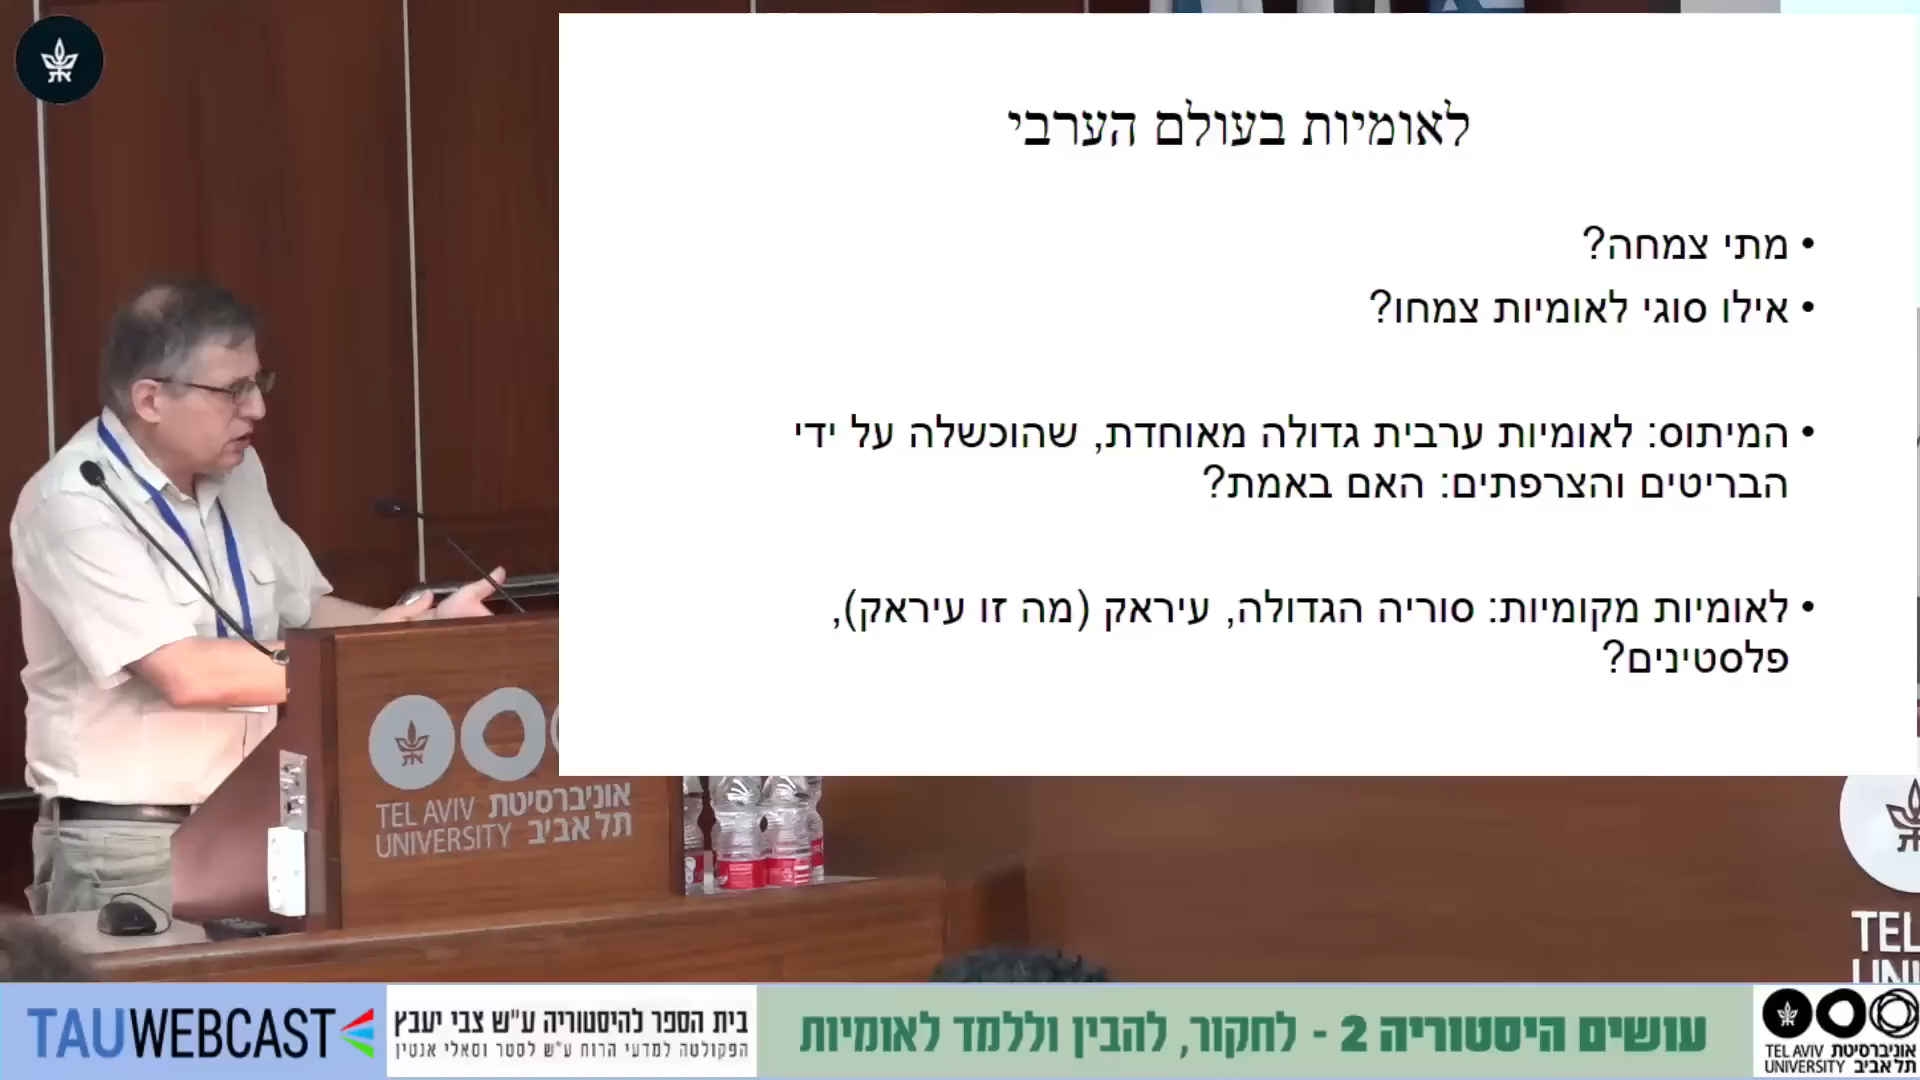 לאומיות בעולם הערבי
• מתי צמחה?
• אילו סוגי לאומיות צמחו?
• המיתוס: לאומיות ערבית גדולה מאוחדת, שהוכשלה על ידי
הבריטים והצרפתים: האם באמת?
• לאומיות מקומיות: סוריה הגדולה, עיראק (מה זו עיראק),
פלסטינים?
TEL AVIV אוניברסיטת
UNIVERSITY תל אביב
TEL
UNI
TAUWEBCAST
בית הספר להיסטוריה ע"ש צבי יעבץ
הפקולטה למדעי הרוח ע"ש לסטר וסאלי אנטין
עושים היסטוריה 2 - לחקור, להבין וללמד לאומיות
TEL AVIV אוניברסיטת
UNIVERSITY תל אביב